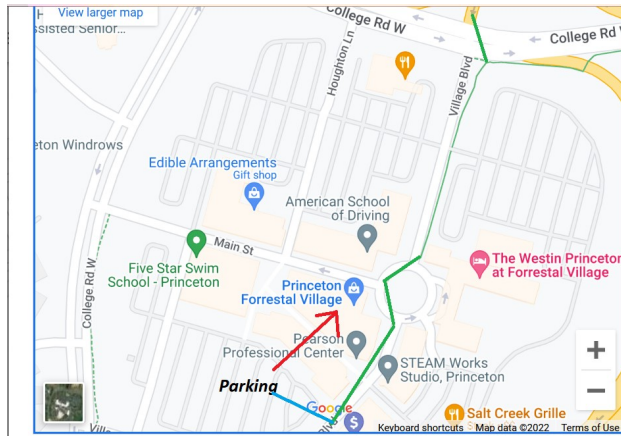 View larger map
College Rd W
ssisted Senior...
College Rd W
Houghton Ln
Village Blvd
eton Windrows
Edible Arrangements
Gift shop
American School
of Driving
Main St
Five Star Swim
School - Princeton
The Westin Princeton
at Forrestal Village
College Rd W
Princeton
Forrestal Village
Pearson
Professional Center
STEAM Works
Studio, Princeton
Parking
+
−
Google
$
Salt Creek Grille
Keyboard shortcuts Map data ©2022 Terms of Use